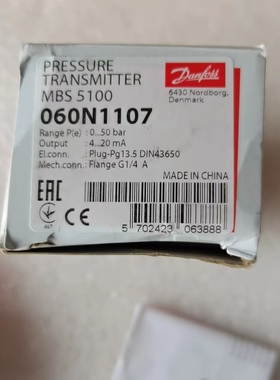 PRESSURE
TRANSMITTER
MBS 5100
060N1107
Range P(e) : 0...50 bar
Output : 4...20 mA
El.conn. : Plug-Pg13.5 DIN43650
Mech.conn.: Flange G1/4 A
Danfoss
6430 Nordborg,
Denmark
MADE IN CHINA
EAC
5 702423 063888